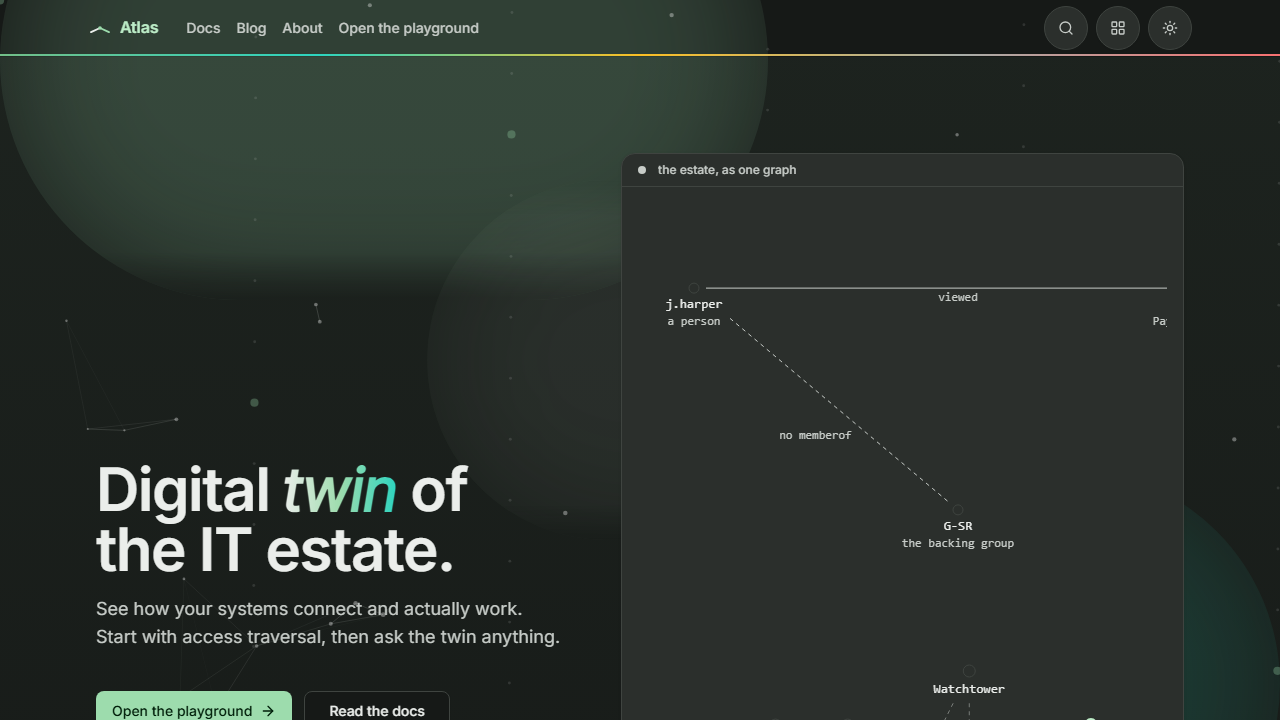 Atlas Docs Blog About Open the playground
the estate, as one graph
viewed
j.harper
a person
no memberof
Digital twin of
the IT estate.
G-SR
the backing group
See how your systems connect and actually work.
Start with access traversal, then ask the twin anything.
Watchtower
Open the playground → Read the docs